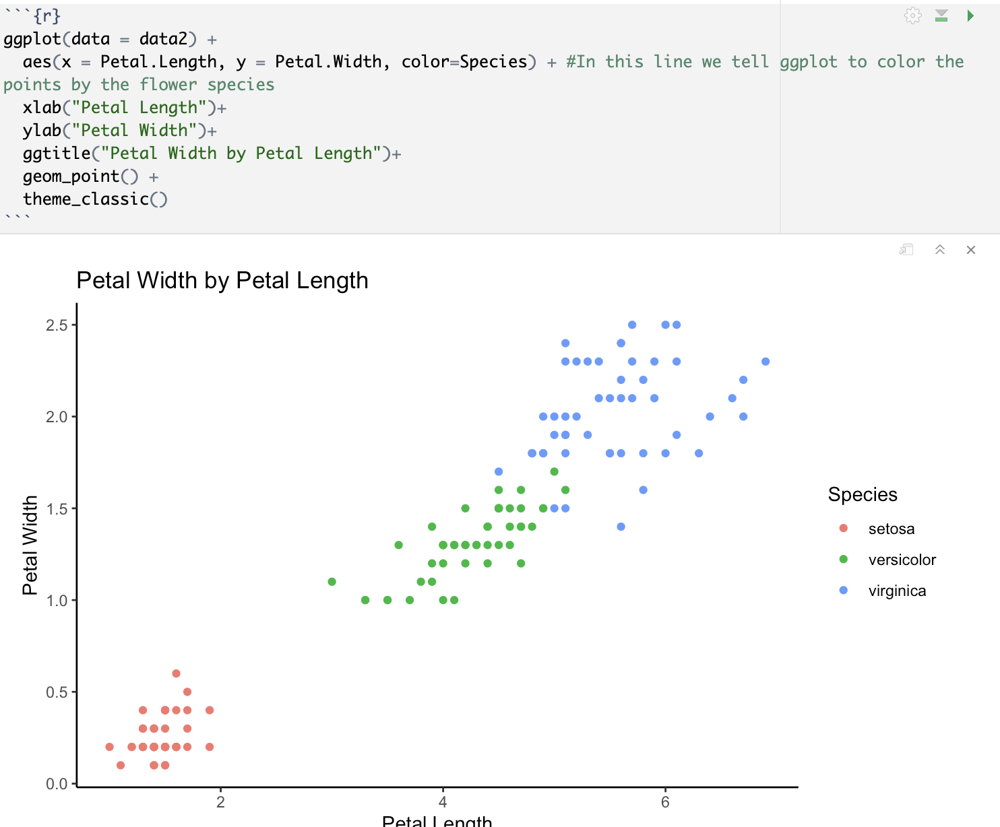 ```{r}
ggplot(data = data2) +
  aes(x = Petal.Length, y = Petal.Width, color=Species) + #In this line we tell ggplot to color the
points by the flower species
  xlab("Petal Length")+
  ylab("Petal Width")+
  ggtitle("Petal Width by Petal Length")+
  geom_point() +
  theme_classic()
```
Petal Width by Petal Length
2.5
2.0
1.5
1.0
0.5
0.0
Petal Width
2
4
6
Petal Length
Species
setosa
versicolor
virginica